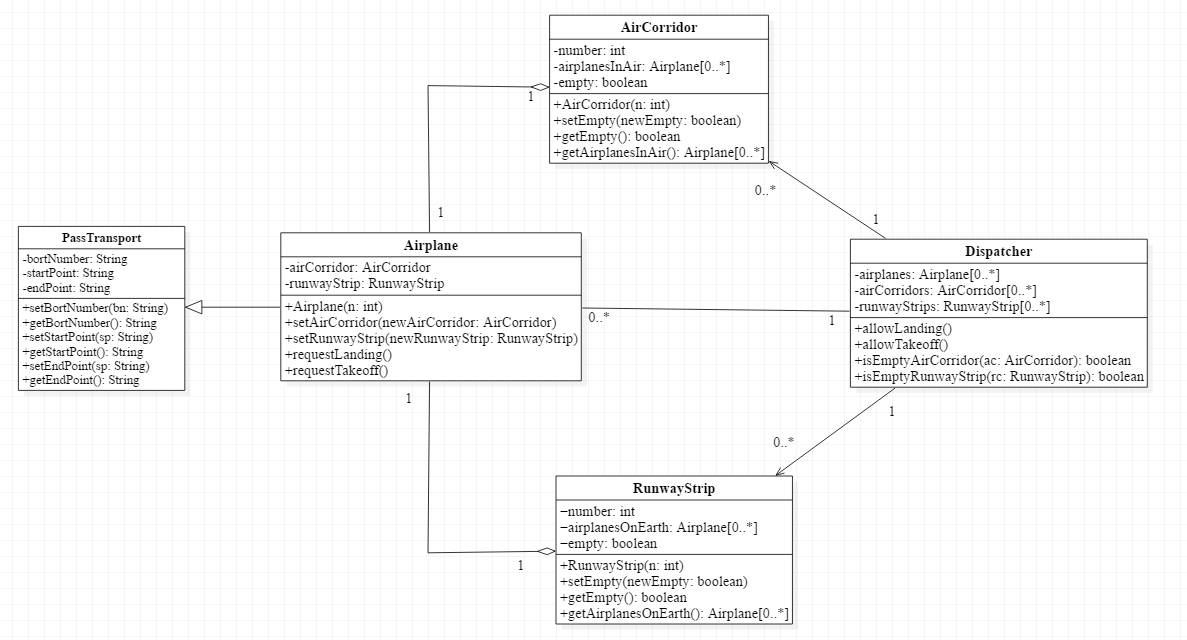 AirCorridor
-number: int
-airplanesInAir: Airplane[0..*]
-empty: boolean
+AirCorridor(n: int)
+setEmpty(newEmpty: boolean)
+getEmpty(): boolean
+getAirplanesInAir(): Airplane[0..*]
1
1
0..*
1
PassTransport
-bortNumber: String
-startPoint: String
-endPoint: String
+setBortNumber(bn: String)
+getBortNumber(): String
+setStartPoint(sp: String)
+getStartPoint(): String
+setEndPoint(sp: String)
+getEndPoint(): String
Airplane
-airCorridor: AirCorridor
-runwayStrip: RunwayStrip
+Airplane(n: int)
+setAirCorridor(newAirCorridor: AirCorridor)
+setRunwayStrip(newRunwayStrip: RunwayStrip)
+requestLanding()
+requestTakeoff()
0..*
1
Dispatcher
-airplanes: Airplane[0..*]
-airCorridors: AirCorridor[0..*]
-runwayStrips: RunwayStrip[0..*]
+allowLanding()
+allowTakeoff()
+isEmptyAirCorridor(ac: AirCorridor): boolean
+isEmptyRunwayStrip(rc: RunwayStrip): boolean
1
1
0..*
1
RunwayStrip
-number: int
-airplanesOnEarth: Airplane[0..*]
-empty: boolean
+RunwayStrip(n: int)
+setEmpty(newEmpty: boolean)
+getEmpty(): boolean
+getAirplanesOnEarth(): Airplane[0..*]